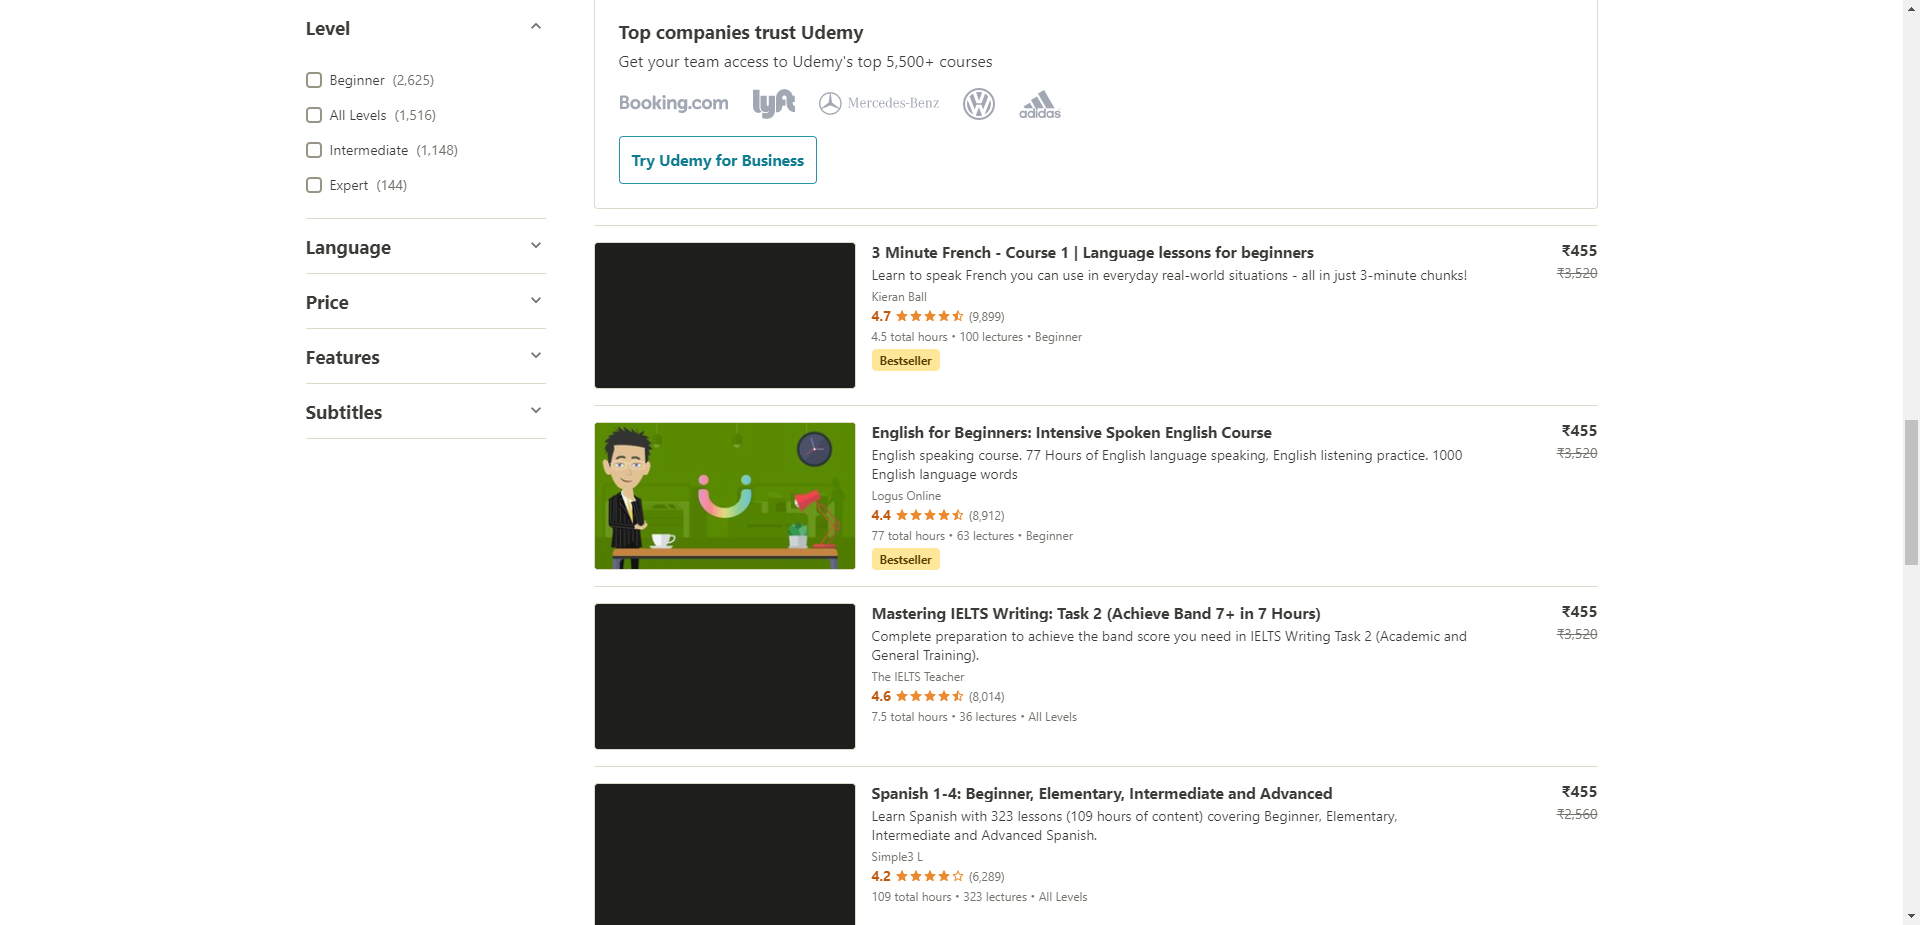 Level
Beginner (2,625)
All Levels (1,516)
Intermediate (1,148)
Expert (144)
Language
Price
Features
Subtitles
Top companies trust Udemy
Get your team access to Udemy's top 5,500+ courses
Booking.com lyft Mercedes-Benz adidas
Try Udemy for Business
3 Minute French - Course 1 | Language lessons for beginners
₹455
Learn to speak French you can use in everyday real-world situations - all in just 3-minute chunks!
₹3,520
Kieran Ball
4.7 (9,899)
4.5 total hours • 100 lectures • Beginner
Bestseller
English for Beginners: Intensive Spoken English Course
₹455
English speaking course. 77 Hours of English language speaking, English listening practice. 1000
₹3,520
English language words
Logus Online
4.4 (8,912)
77 total hours • 63 lectures • Beginner
Bestseller
Mastering IELTS Writing: Task 2 (Achieve Band 7+ in 7 Hours)
₹455
Complete preparation to achieve the band score you need in IELTS Writing Task 2 (Academic and
₹3,520
General Training).
The IELTS Teacher
4.6 (8,014)
7.5 total hours • 36 lectures • All Levels
Spanish 1-4: Beginner, Elementary, Intermediate and Advanced
₹455
Learn Spanish with 323 lessons (109 hours of content) covering Beginner, Elementary,
₹2,560
Intermediate and Advanced Spanish.
Simple3 L
4.2 (6,289)
109 total hours • 323 lectures • All Levels